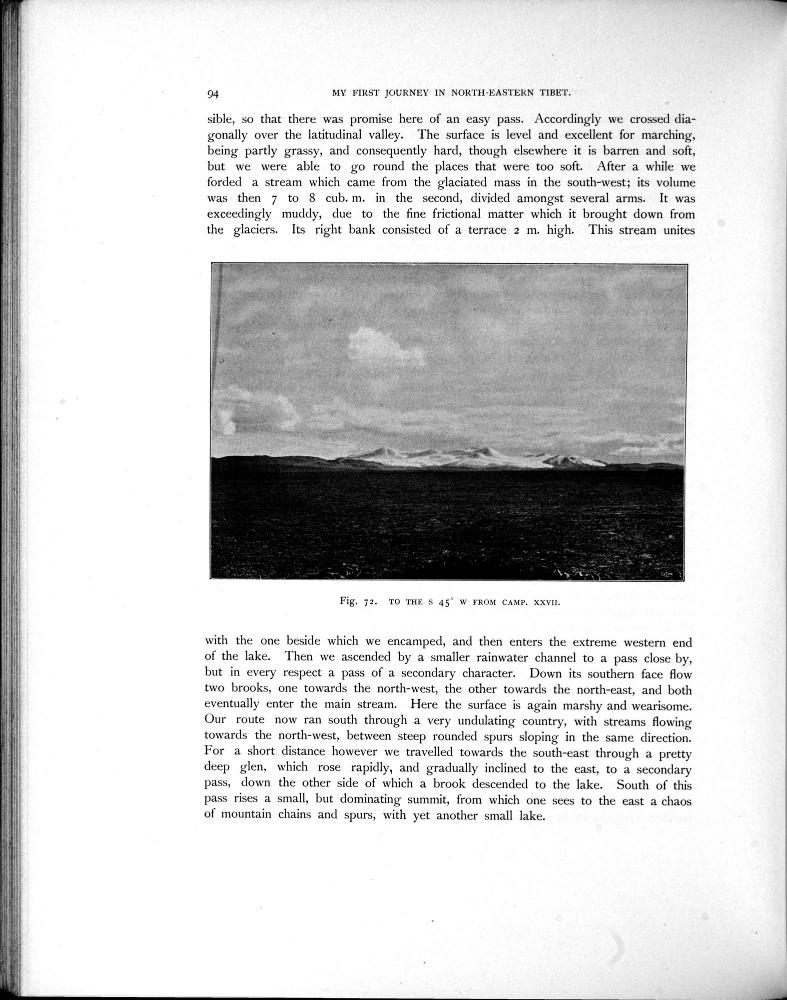 94
MY FIRST JOURNEY IN NORTH-EASTERN TIBET.
sible, so that there was promise here of an easy pass. Accordingly we crossed dia-
gonally over the latitudinal valley. The surface is level and excellent for marching,
being partly grassy, and consequently hard, though elsewhere it is barren and soft,
but we were able to go round the places that were too soft. After a while we
forded a stream which came from the glaciated mass in the south-west; its volume
was then 7 to 8 cub. m. in the second, divided amongst several arms. It was
exceedingly muddy, due to the fine frictional matter which it brought down from
the glaciers. Its right bank consisted of a terrace 2 m. high. This stream unites
Fig. 72. TO THE S 45° W FROM CAMP. XXVII.
with the one beside which we encamped, and then enters the extreme western end
of the lake. Then we ascended by a smaller rainwater channel to a pass close by,
but in every respect a pass of a secondary character. Down its southern face flow
two brooks, one towards the north-west, the other towards the north-east, and both
eventually enter the main stream. Here the surface is again marshy and wearisome.
Our route now ran south through a very undulating country, with streams flowing
towards the north-west, between steep rounded spurs sloping in the same direction.
For a short distance however we travelled towards the south-east through a pretty
deep glen, which rose rapidly, and gradually inclined to the east, to a secondary
pass, down the other side of which a brook descended to the lake. South of this
pass rises a small, but dominating summit, from which one sees to the east a chaos
of mountain chains and spurs, with yet another small lake.